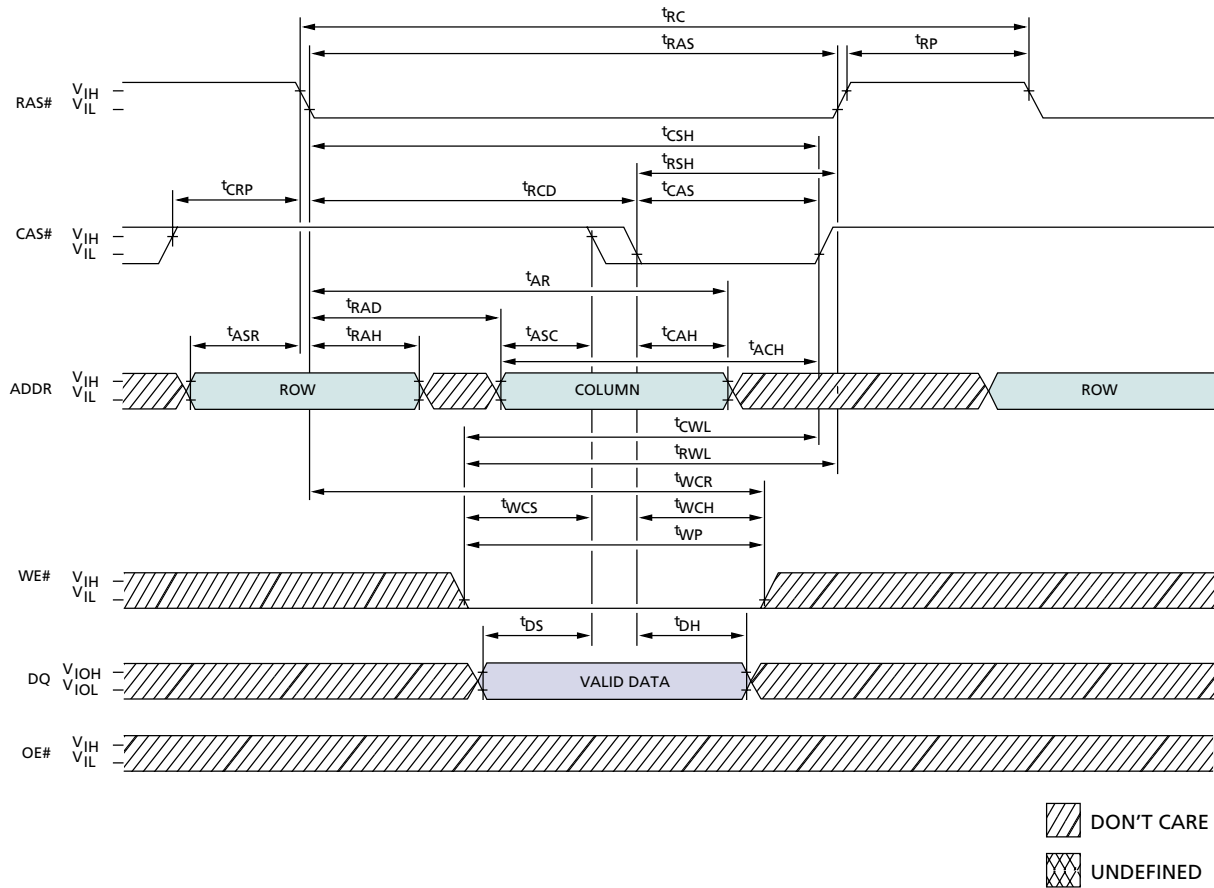 tRC
tRAS
tRP
RAS#
VIH
VIL
tCSH
tRSH
tCRP
tRCD
tCAS
CAS#
VIH
VIL
tAR
tRAD
tASR
tRAH
tASC
tCAH
tACH
ADDR
VIH
VIL
ROW
COLUMN
ROW
tCWL
tRWL
tWCR
tWCS
tWCH
tWP
WE#
VIH
VIL
tDS
tDH
DQ
VIOH
VIOL
VALID DATA
OE#
VIH
VIL
DON'T CARE
UNDEFINED